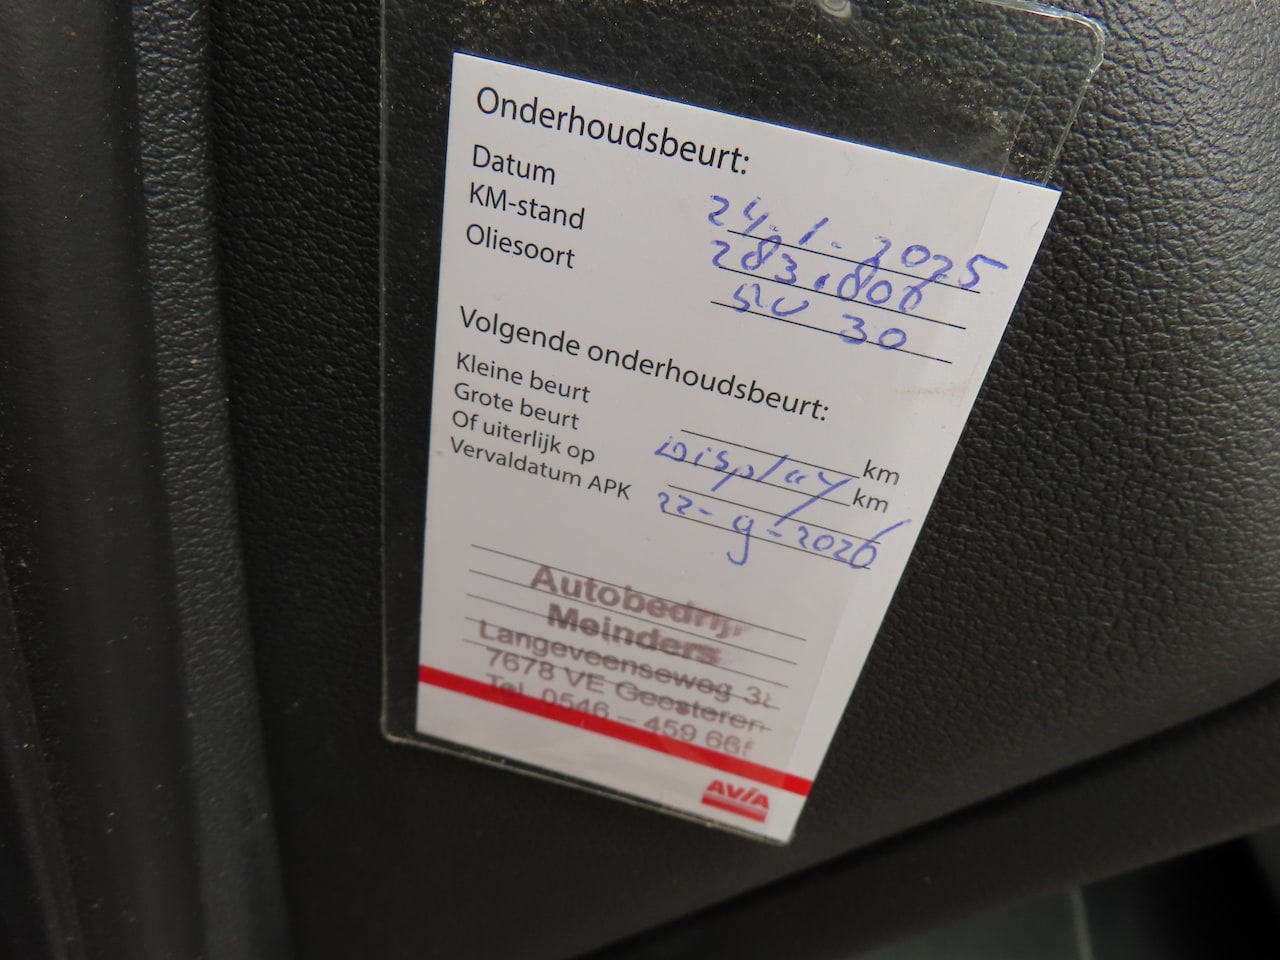 Onderhoudsbeurt:
Datum 24.1.2025
KM-stand 283.800
Oliesoort 5W 30
Volgende onderhoudsbeurt:
Kleine beurt km
Grote beurt Display km
Of uiterlijk op
Vervaldatum APK 22-9-2026
Autobedrijf
Meinders
Langeveenseweg
7678 VE Geesteren
Tel. 0546 – 459 66
AVIA